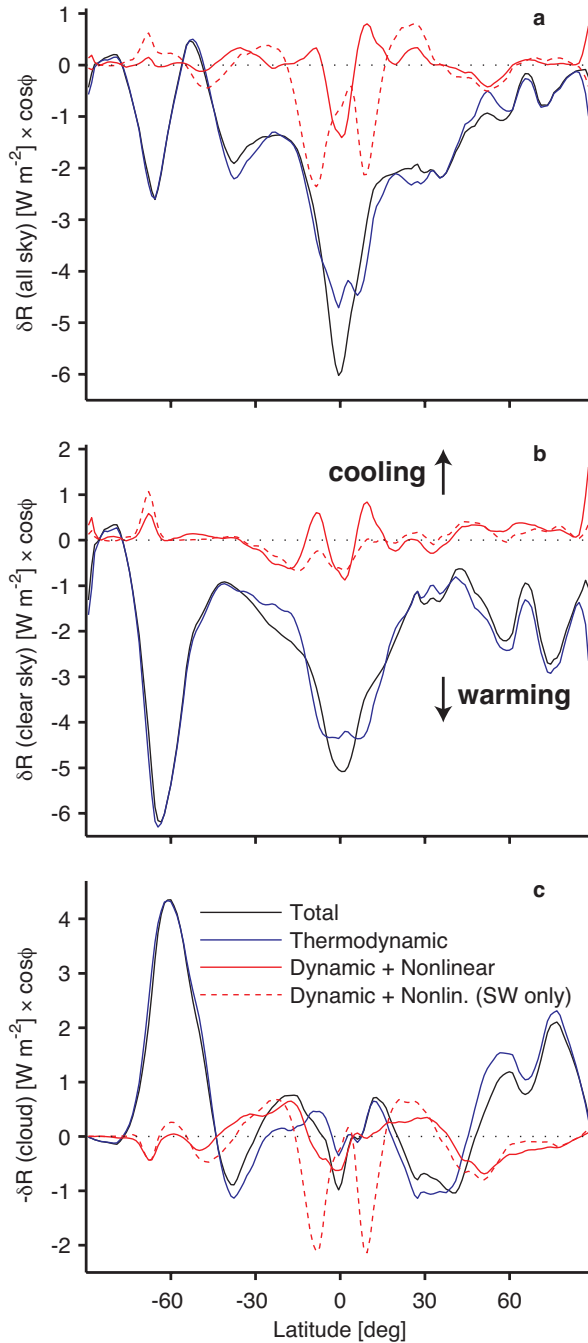 a
1
0
-1
-2
-3
-4
-5
-6
δR (all sky) [W m-2] × cosϕ
b
cooling
warming
2
1
0
-1
-2
-3
-4
-5
-6
δR (clear sky) [W m-2] × cosϕ
c
Total
Thermodynamic
Dynamic + Nonlinear
Dynamic + Nonlin. (SW only)
4
2
0
-1
-2
-δR (cloud) [W m-2] × cosϕ
-60
-30
0
30
60
Latitude [deg]